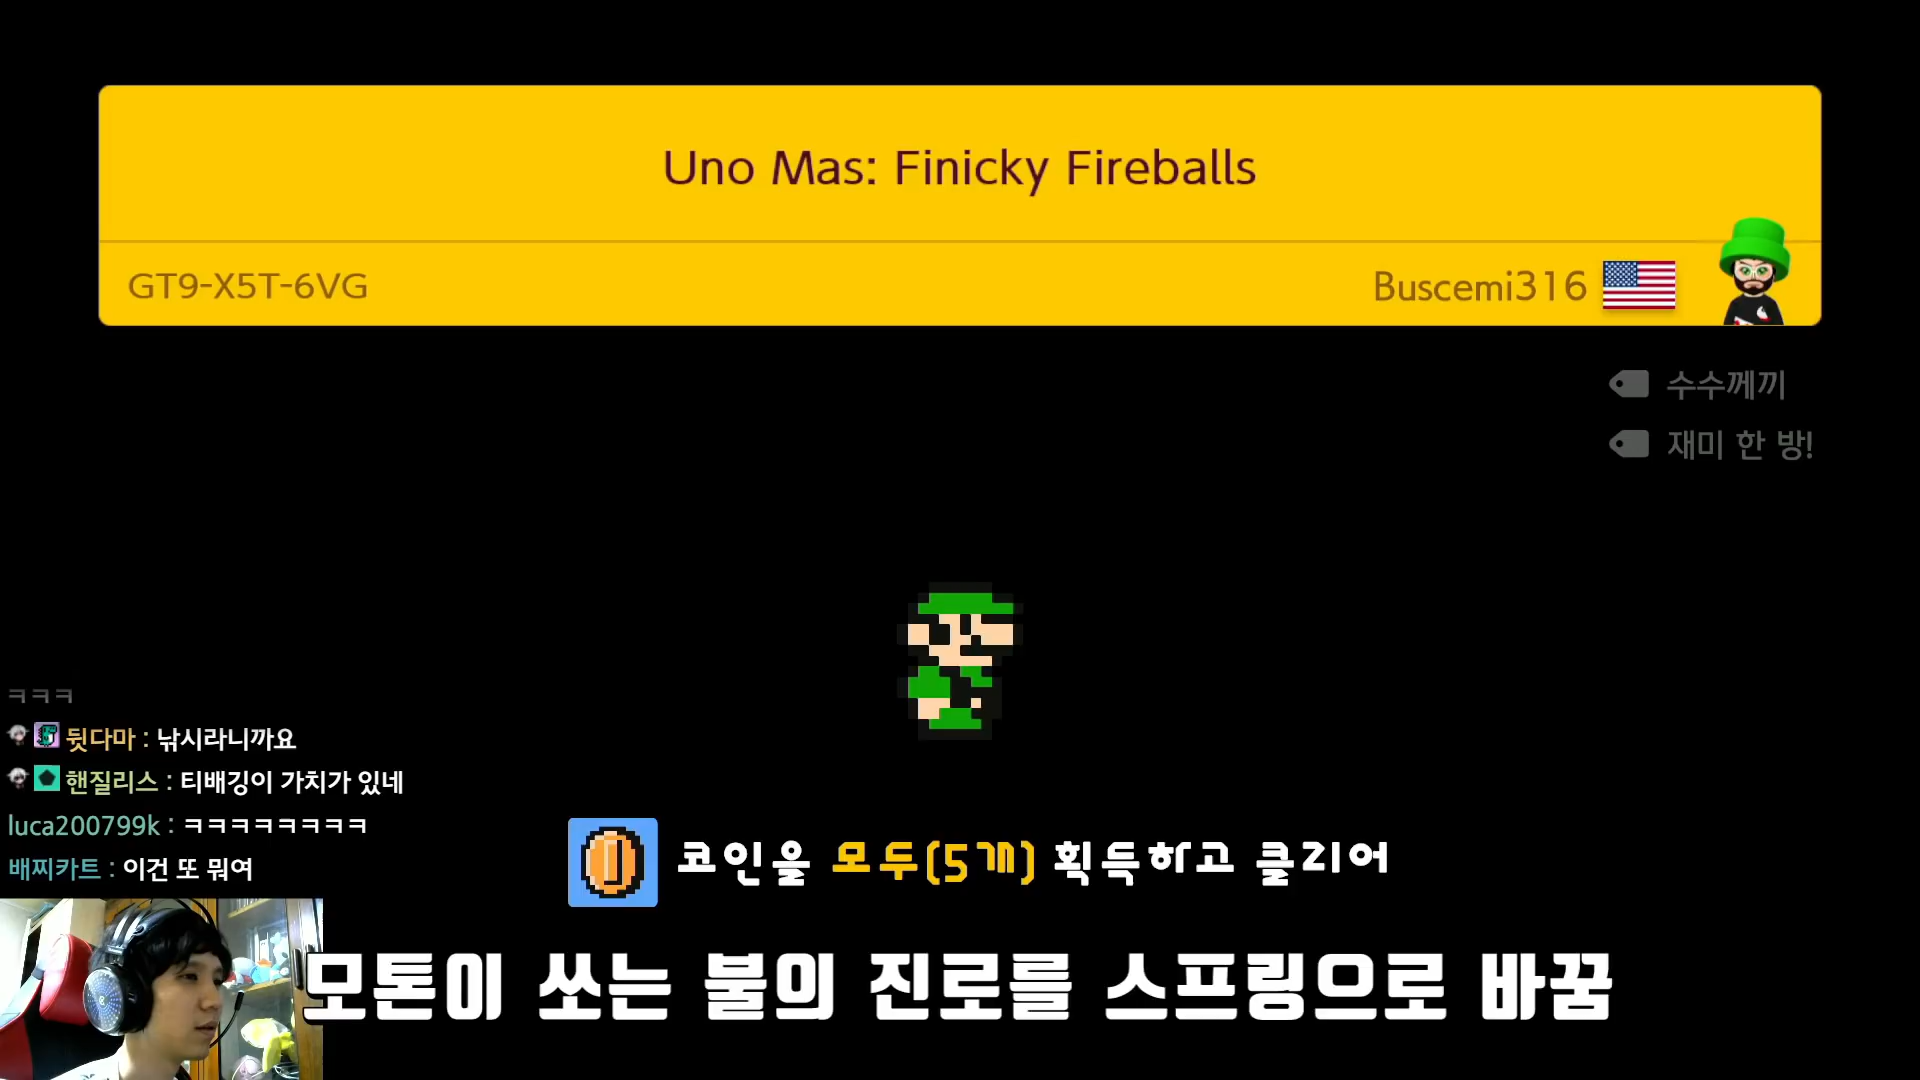 Uno Mas: Finicky Fireballs
GT9-X5T-6VG
Buscemi316
수수께끼
재미 한 방!
ㅋㅋㅋ
뒷다마 : 낚시라니까요
핸질리스 : 티배깅이 가치가 있네
luca200799k : ㅋㅋㅋㅋㅋㅋㅋㅋ
배찌카트 : 이건 또 뭐여
코인을 모두(5개) 획득하고 클리어
모톤이 쏘는 불의 진로를 스프링으로 바꿈